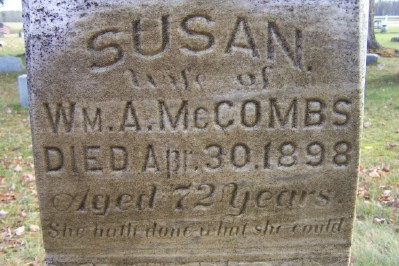 SUSAN.
Wife of
WM. A. MCCOMBS
DIED Apr. 30. 1898
Aged 72 Years.
She hath done what she could.